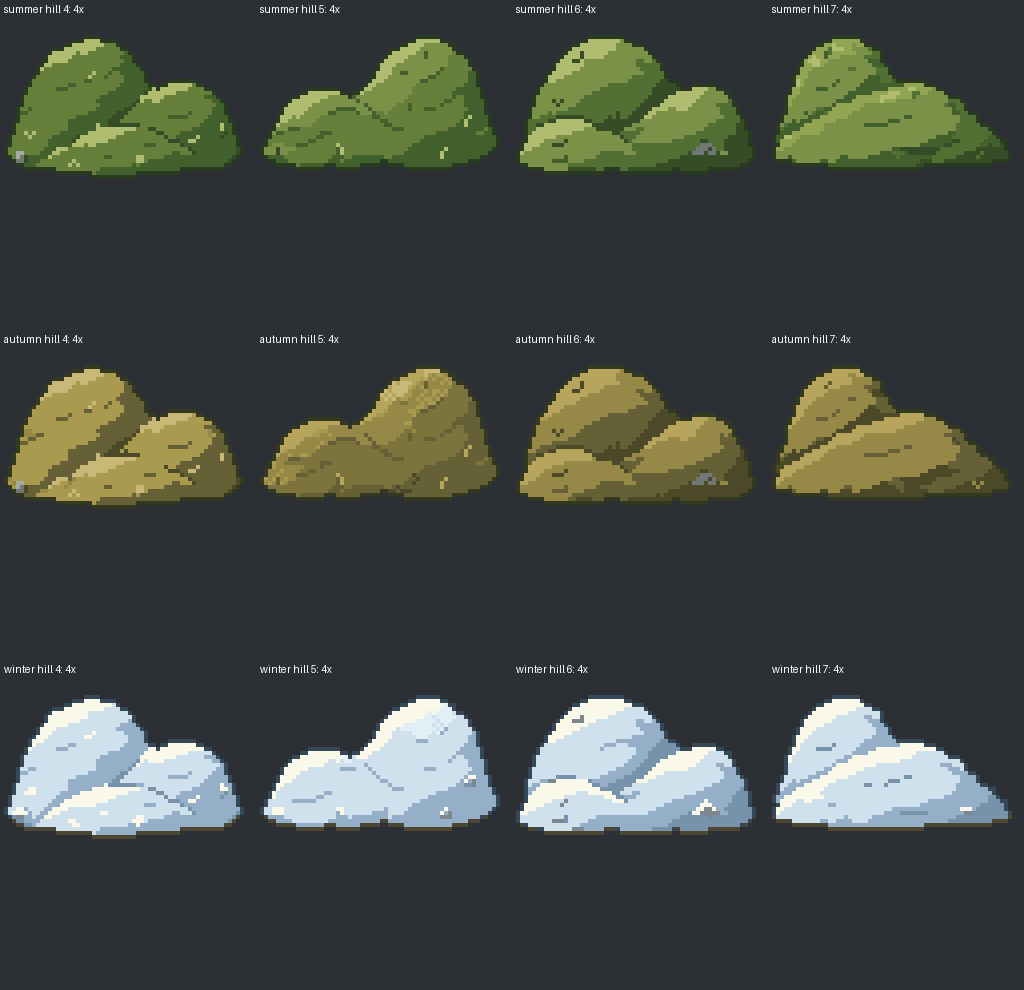 summer hill 4: 4x
summer hill 5: 4x
summer hill 6: 4x
summer hill 7: 4x
autumn hill 4: 4x
autumn hill 5: 4x
autumn hill 6: 4x
autumn hill 7: 4x
winter hill 4: 4x
winter hill 5: 4x
winter hill 6: 4x
winter hill 7: 4x